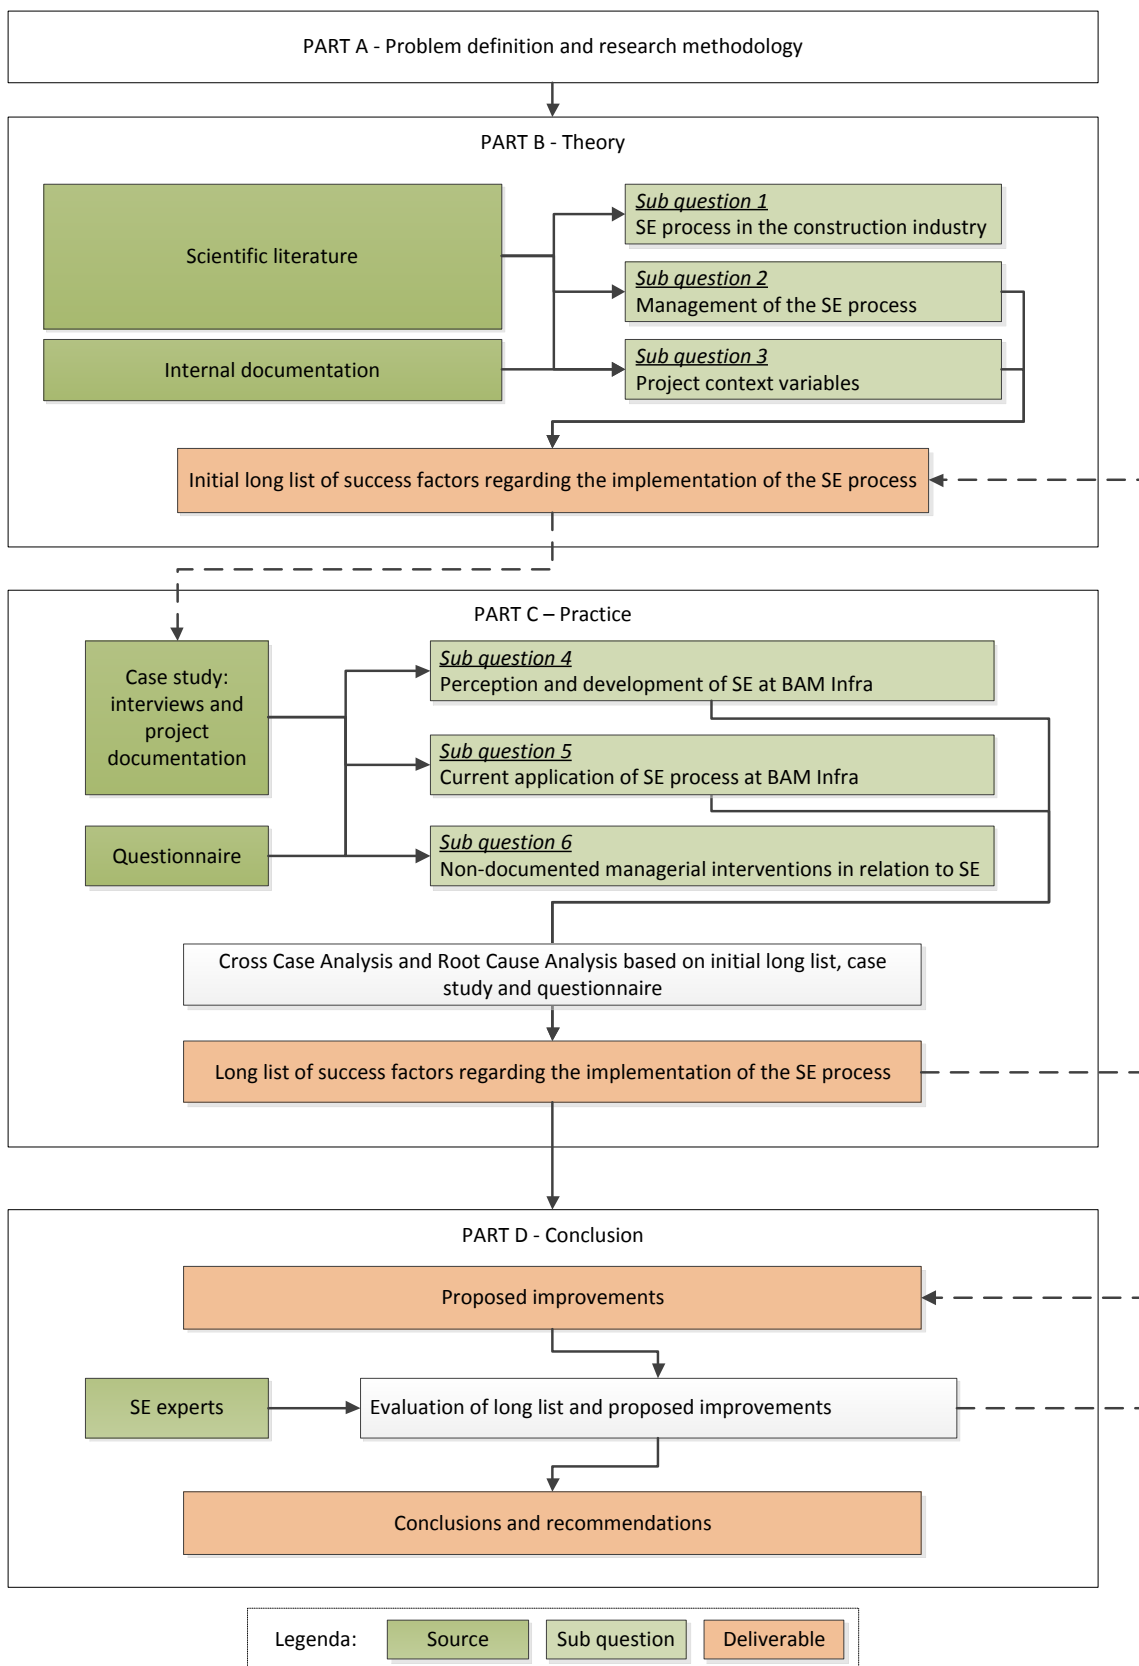 PART A - Problem definition and research methodology
PART B - Theory
Scientific literature
Sub question 1
SE process in the construction industry
Sub question 2
Management of the SE process
Internal documentation
Sub question 3
Project context variables
Initial long list of success factors regarding the implementation of the SE process
PART C – Practice
Case study:
interviews and
project
documentation
Sub question 4
Perception and development of SE at BAM Infra
Sub question 5
Current application of SE process at BAM Infra
Questionnaire
Sub question 6
Non-documented managerial interventions in relation to SE
Cross Case Analysis and Root Cause Analysis based on initial long list, case
study and questionnaire
Long list of success factors regarding the implementation of the SE process
PART D - Conclusion
Proposed improvements
SE experts
Evaluation of long list and proposed improvements
Conclusions and recommendations
Legenda:
Source
Sub question
Deliverable